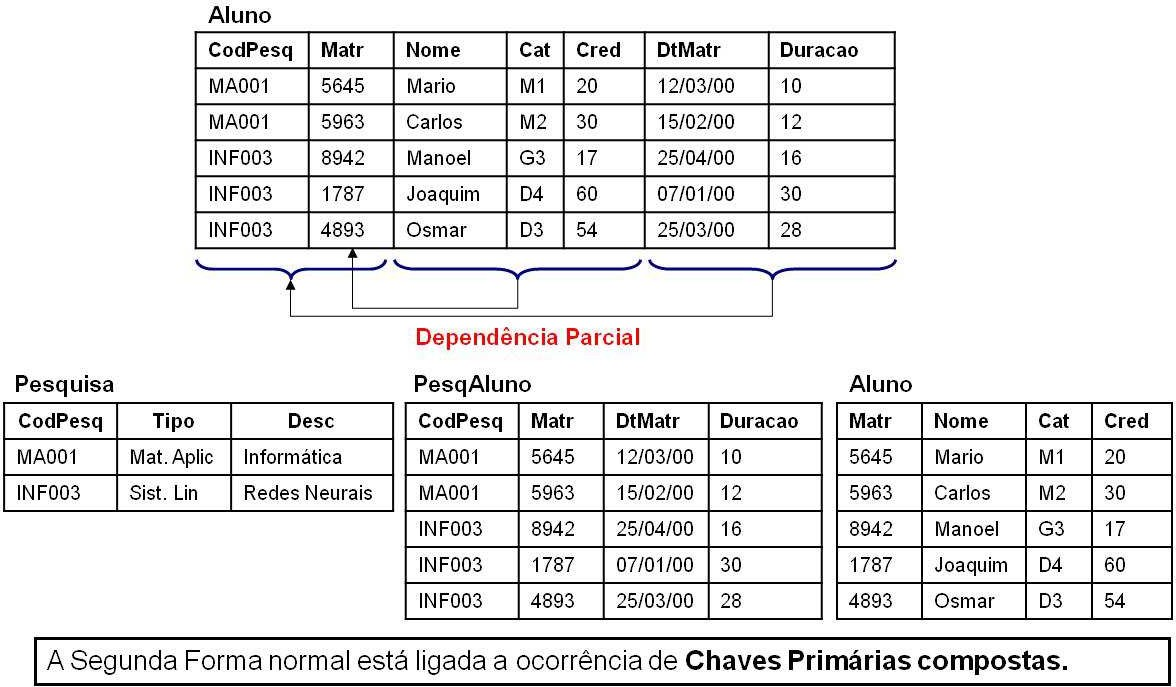 Aluno
CodPesq Matr Nome Cat Cred DtMatr Duracao
MA001 5645 Mario M1 20 12/03/00 10
MA001 5963 Carlos M2 30 15/02/00 12
INF003 8942 Manoel G3 17 25/04/00 16
INF003 1787 Joaquim D4 60 07/01/00 30
INF003 4893 Osmar D3 54 25/03/00 28
Dependência Parcial
Pesquisa
CodPesq Tipo Desc
MA001 Mat. Aplic Informática
INF003 Sist. Lin Redes Neurais
PesqAluno
CodPesq Matr DtMatr Duracao
MA001 5645 12/03/00 10
MA001 5963 15/02/00 12
INF003 8942 25/04/00 16
INF003 1787 07/01/00 30
INF003 4893 25/03/00 28
Aluno
Matr Nome Cat Cred
5645 Mario M1 20
5963 Carlos M2 30
8942 Manoel G3 17
1787 Joaquim D4 60
4893 Osmar D3 54
A Segunda Forma normal está ligada a ocorrência de Chaves Primárias compostas.